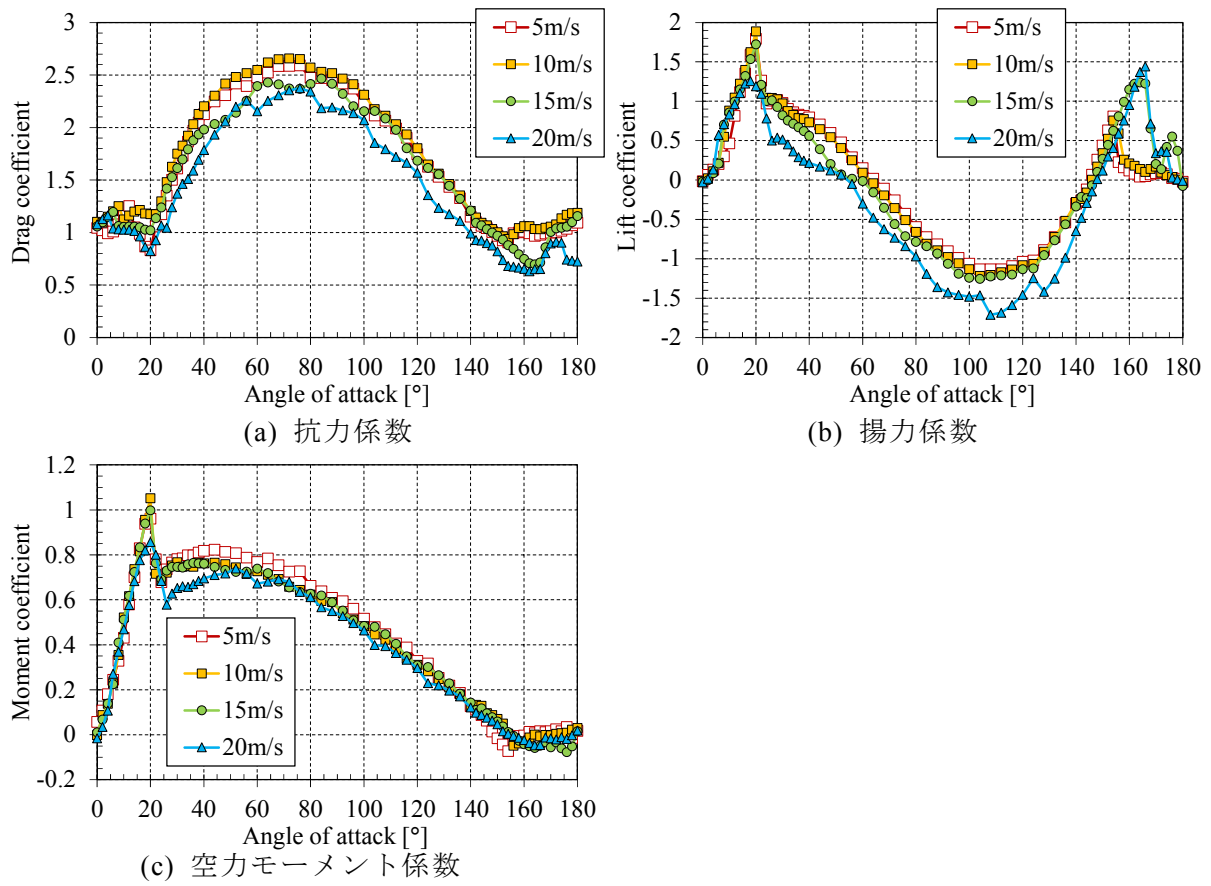 3
2.5
2
1.5
1
0.5
0
Drag coefficient
5m/s
10m/s
15m/s
20m/s
0 20 40 60 80 100 120 140 160 180
Angle of attack [°]
(a) 抗力係数
2
1.5
1
0.5
0
-0.5
-1
-1.5
-2
Lift coefficient
5m/s
10m/s
15m/s
20m/s
0 20 40 60 80 100 120 140 160 180
Angle of attack [°]
(b) 揚力係数
1.2
1
0.8
0.6
0.4
0.2
0
-0.2
Moment coefficient
5m/s
10m/s
15m/s
20m/s
0 20 40 60 80 100 120 140 160 180
Angle of attack [°]
(c) 空力モーメント係数